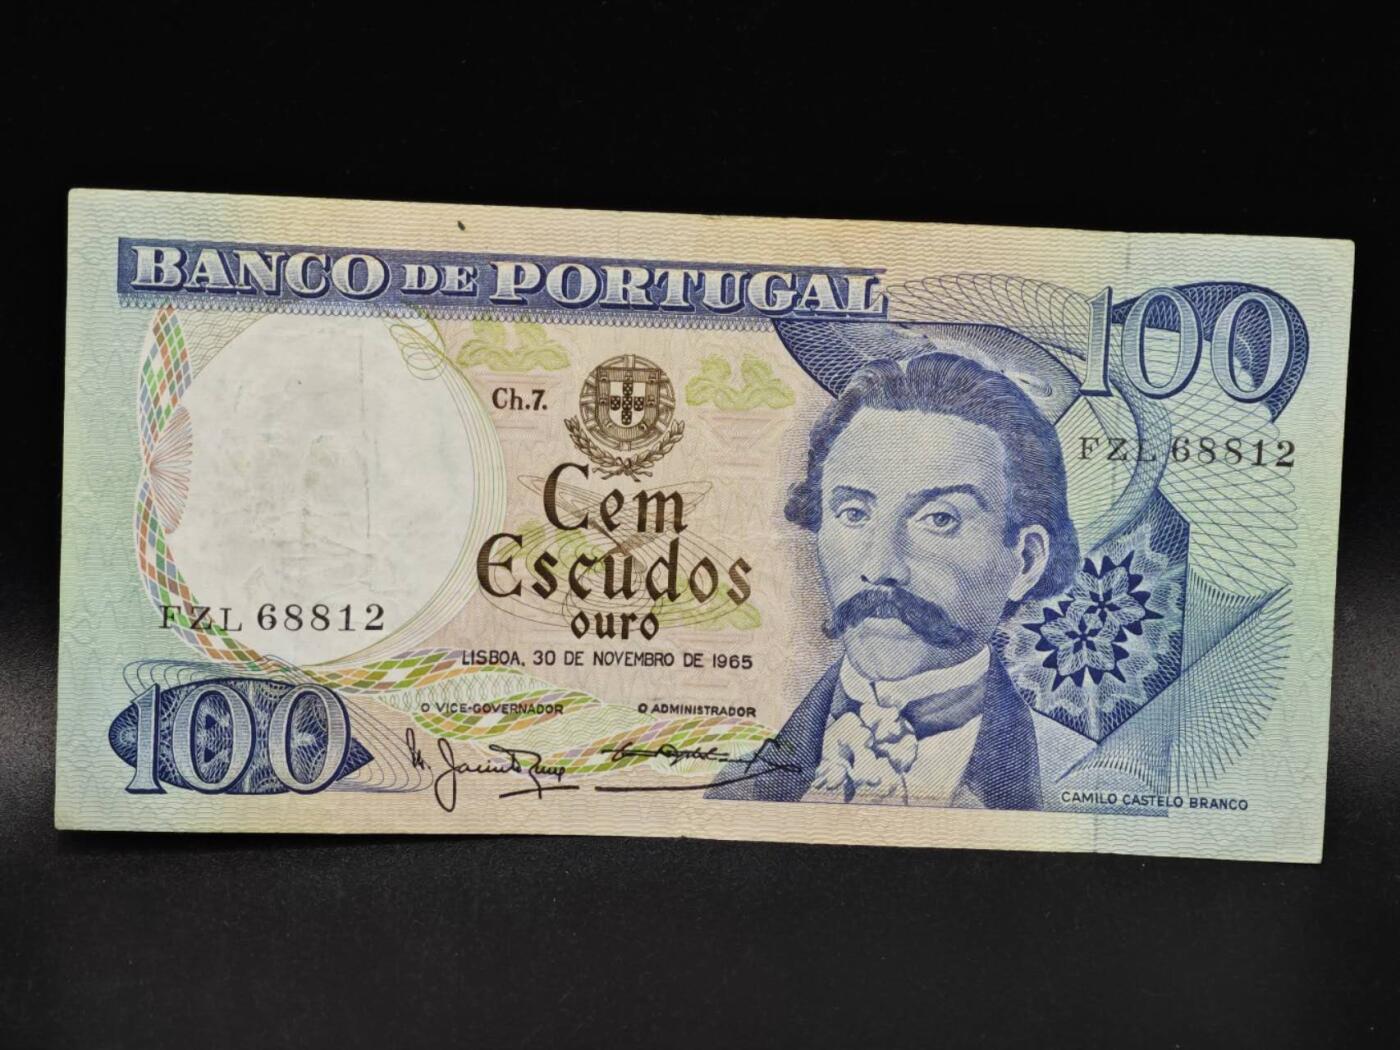 BANCO DE PORTUGAL
100
Ch.7.
FZL 68812
Cem
Escudos
ouro
FZL 68812
LISBOA, 30 DE NOVEMBRO DE 1965
O VICE-GOVERNADOR
O ADMINISTRADOR
100
CAMILO CASTELO BRANCO